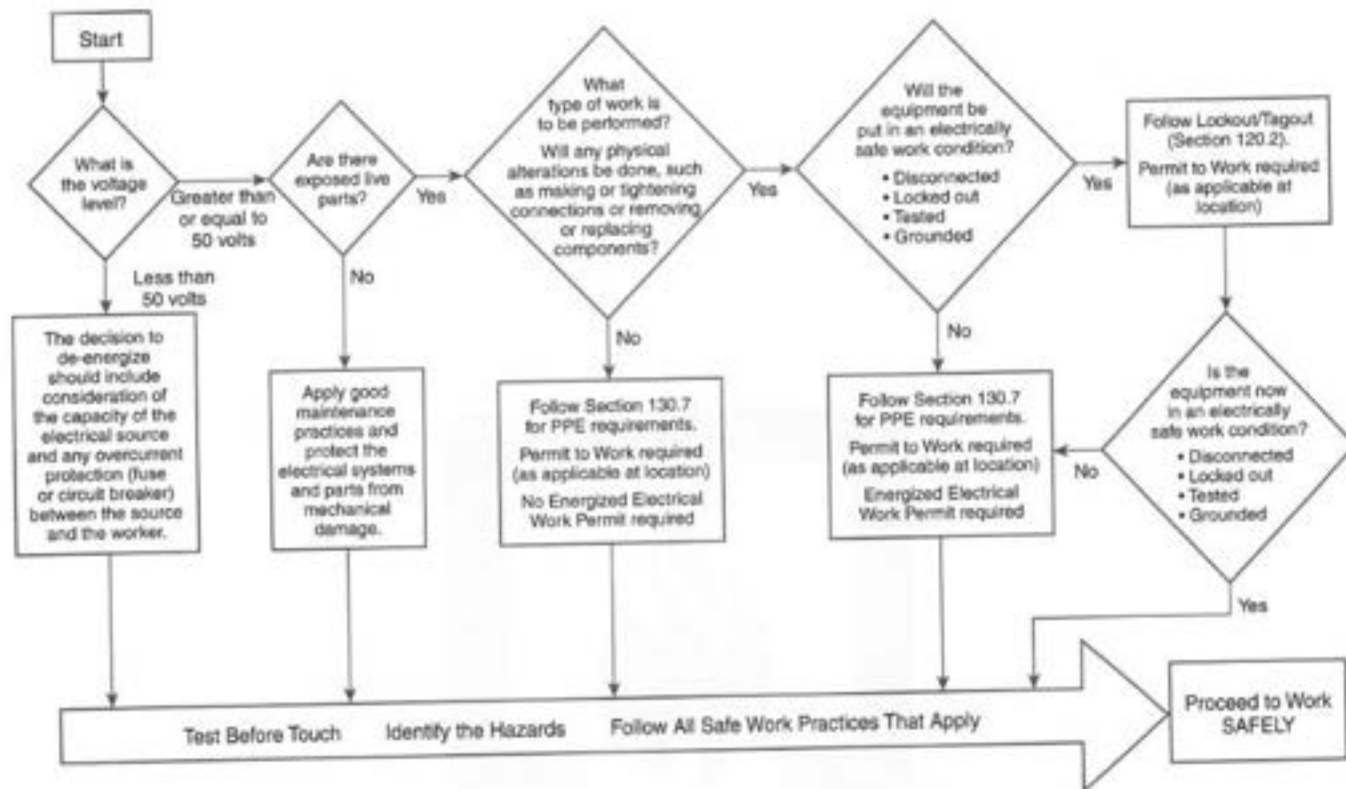 Start
What is
the voltage
level?
Greater than
or equal to
50 volts
Less than
50 volts
The decision to
de-energize
should include
consideration of
the capacity of the
electrical source
and any overcurrent
protection (fuse
or circuit breaker)
between the source
and the worker.
Are there
exposed live
parts?
Yes
No
Apply good
maintenance
practices and
protect the
electrical systems
and parts from
mechanical
damage.
What
type of work is
to be performed?
Will any physical
alterations be done, such
as making or tightening
connections or removing
or replacing
components?
Yes
No
Follow Section 130.7
for PPE requirements.
Permit to Work required
(as applicable at location)
No Energized Electrical
Work Permit required
Will the
equipment be
put in an electrically
safe work condition?
• Disconnected
• Locked out
• Tested
• Grounded
Yes
No
Follow Section 130.7
for PPE requirements.
Permit to Work required
(as applicable at location)
Energized Electrical
Work Permit required
Follow Lockout/Tagout
(Section 120.2).
Permit to Work required
(as applicable at
location)
Is the
equipment now
in an electrically
safe work condition?
• Disconnected
• Locked out
• Tested
• Grounded
No
Yes
Test Before Touch Identify the Hazards Follow All Safe Work Practices That Apply
Proceed to Work
SAFELY